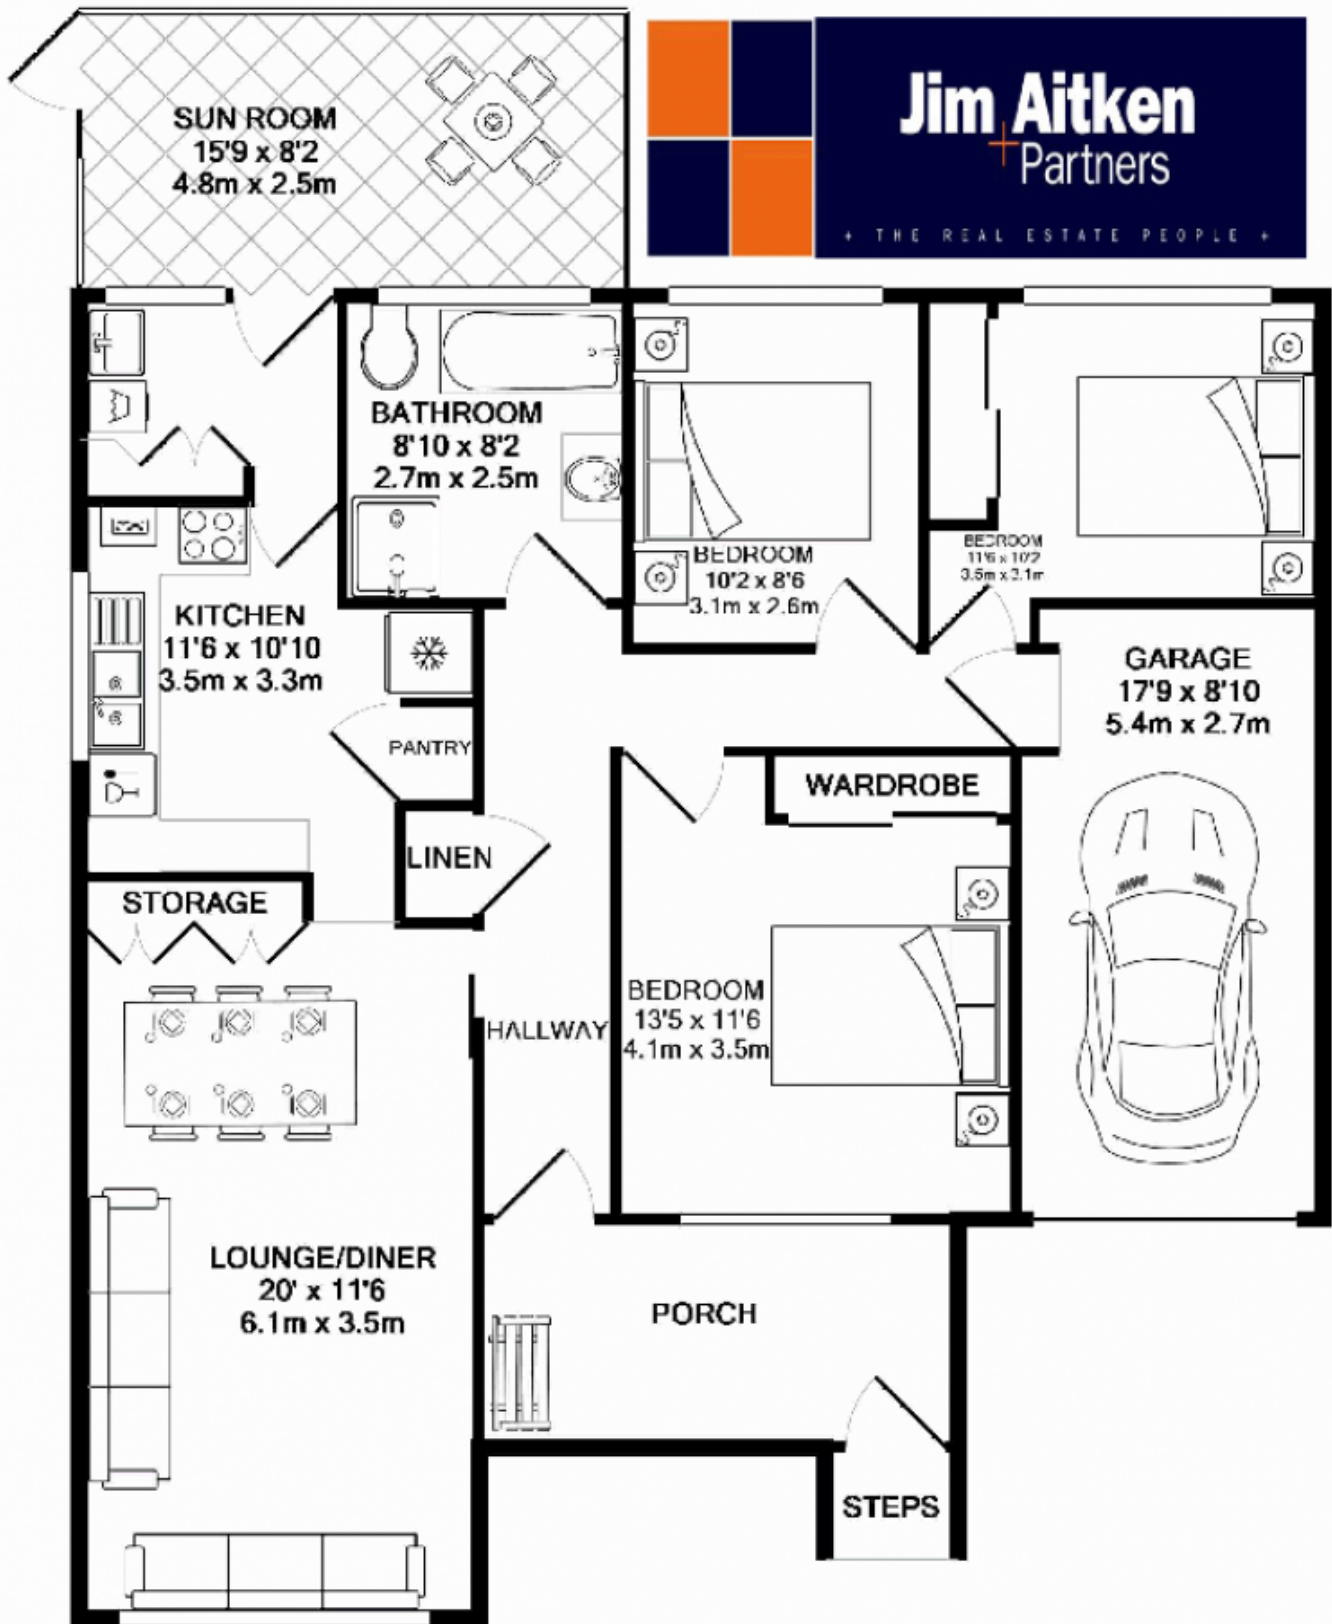 Jim Aitken
+ Partners
+ THE REAL ESTATE PEOPLE +
SUN ROOM
15'9 x 8'2
4.8m x 2.5m
BATHROOM
8'10 x 8'2
2.7m x 2.5m
BEDROOM
10'2 x 8'6
3.1m x 2.6m
BEDROOM
11'6 x 10'2
3.5m x 3.1m
KITCHEN
11'6 x 10'10
3.5m x 3.3m
GARAGE
17'9 x 8'10
5.4m x 2.7m
PANTRY
WARDROBE
LINEN
STORAGE
BEDROOM
13'5 x 11'6
4.1m x 3.5m
HALLWAY
LOUNGE/DINER
20' x 11'6
6.1m x 3.5m
PORCH
STEPS